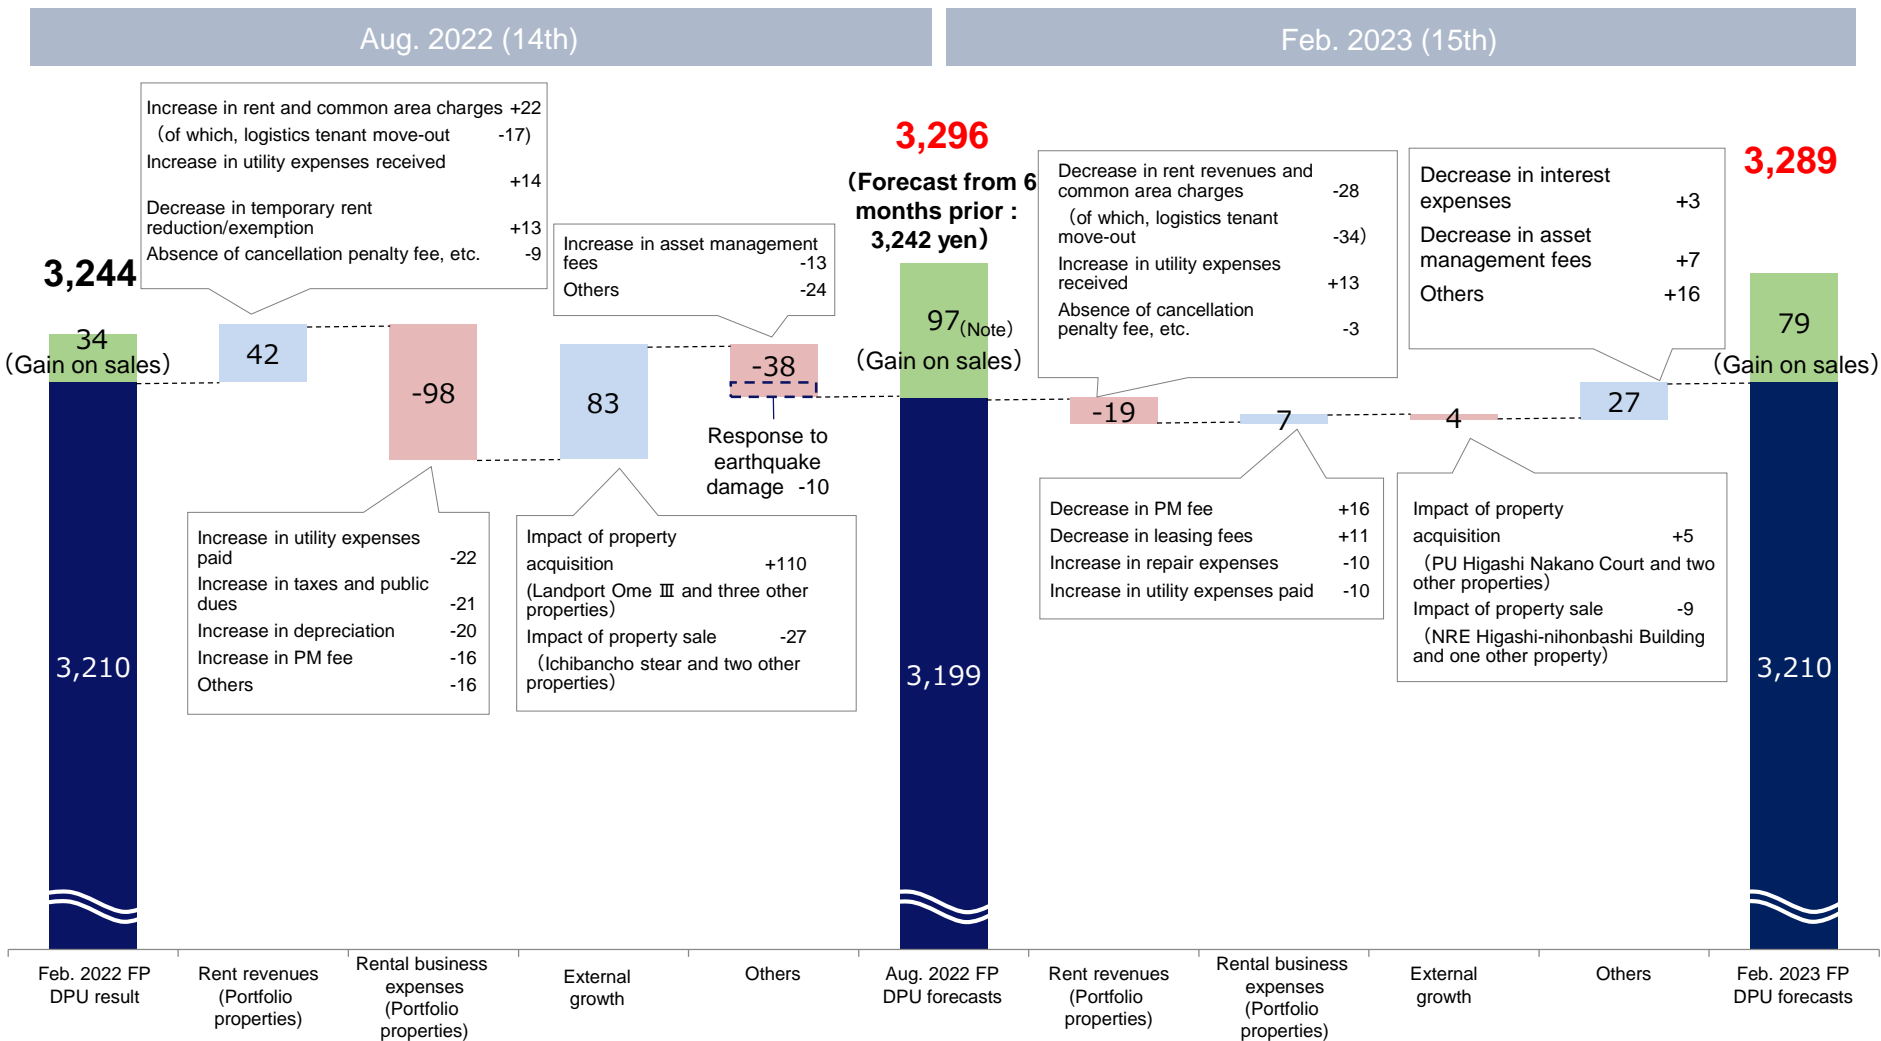 Aug. 2022 (14th)
Feb. 2023 (15th)
3,244
Increase in rent and common area charges +22
（of which, logistics tenant move-out -17)
Increase in utility expenses received
+14
Decrease in temporary rent
reduction/exemption +13
Absence of cancellation penalty fee, etc. -9
Increase in asset management
fees -13
Others -24
3,296
（Forecast from 6
months prior :
3,242 yen）
Decrease in rent revenues and
common area charges -28
（of which, logistics tenant
move-out -34）
Increase in utility expenses
received +13
Absence of cancellation
penalty fee, etc. -3
Decrease in interest
expenses +3
Decrease in asset
management fees +7
Others +16
3,289
34
（Gain on sales）
42
-98
83
-38
Response to
earthquake
damage -10
97（Note）
（Gain on sales）
-19
7
4
27
79
（Gain on sales）
Increase in utility expenses
paid -22
Increase in taxes and public
dues -21
Increase in depreciation -20
Increase in PM fee -16
Others -16
Impact of property
acquisition +110
(Landport Ome Ⅲ and three other
properties）
Impact of property sale -27
（Ichibancho stear and two other
properties）
Decrease in PM fee +16
Decrease in leasing fees +11
Increase in repair expenses -10
Increase in utility expenses paid -10
Impact of property
acquisition +5
（PU Higashi Nakano Court and two
other properties）
Impact of property sale -9
（NRE Higashi-nihonbashi Building
and one other property）
3,210
3,199
3,210
Feb. 2022 FP
DPU result
Rent revenues
(Portfolio
properties)
Rental business
expenses
(Portfolio
properties)
External
growth
Others
Aug. 2022 FP
DPU forecasts
Rent revenues
(Portfolio
properties)
Rental business
expenses
(Portfolio
properties)
External
growth
Others
Feb. 2023 FP
DPU forecasts